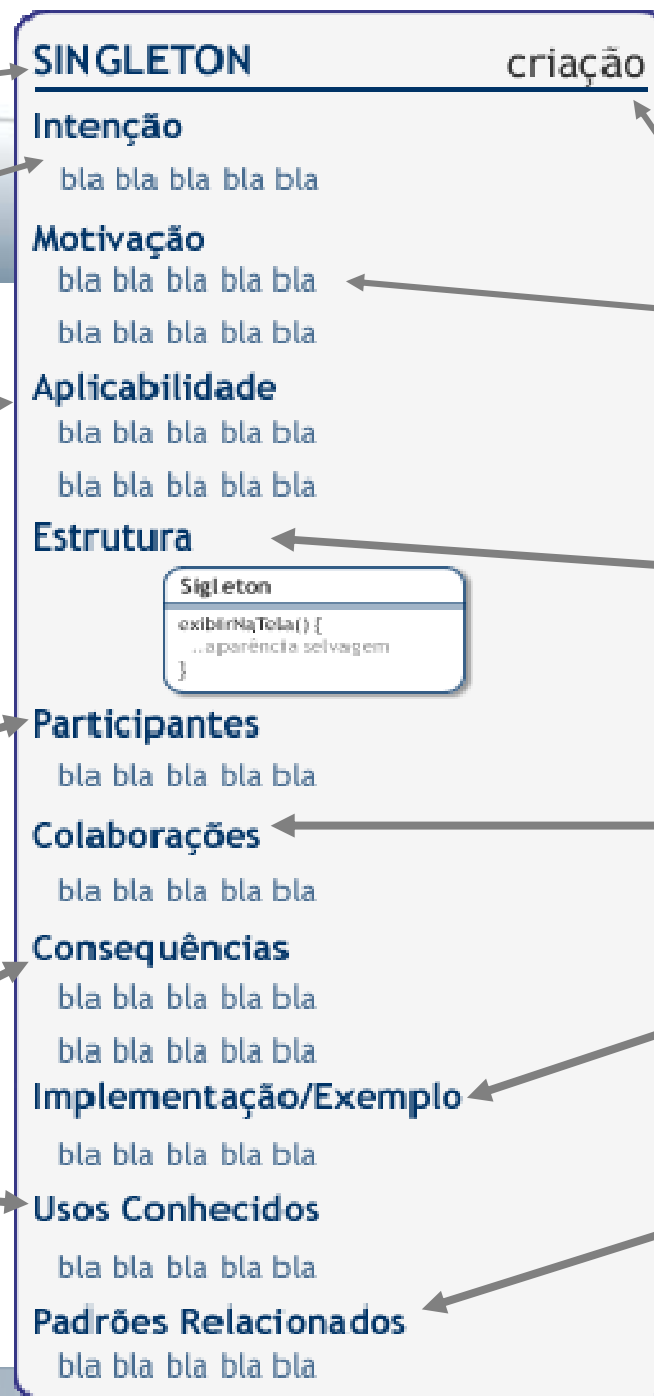 SINGLETON criação
Intenção
bla bla bla bla bla
Motivação
bla bla bla bla bla
bla bla bla bla bla
Aplicabilidade
bla bla bla bla bla
bla bla bla bla bla
Estrutura
Sigleton
exibirNaTela() {
...aparência selvagem
}
Participantes
bla bla bla bla bla
Colaborações
bla bla bla bla bla
Consequências
bla bla bla bla bla
bla bla bla bla bla
Implementação/Exemplo
bla bla bla bla bla
Usos Conhecidos
bla bla bla bla bla
Padrões Relacionados
bla bla bla bla bla